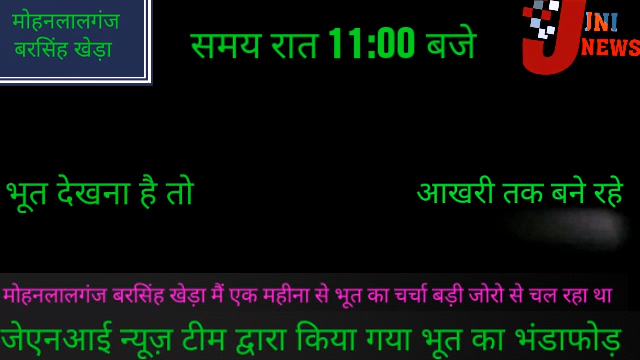 मोहनलालगंज
बरसिंह खेड़ा
समय रात 11:00 बजे
JNI
NEWS
भूत देखना है तो
आखरी तक बने रहे
मोहनलालगंज बरसिंह खेड़ा मैं एक महीना से भूत का चर्चा बड़ी जोरो से चल रहा था
जेएनआई न्यूज़ टीम द्वारा किया गया भूत का भंडाफोड़